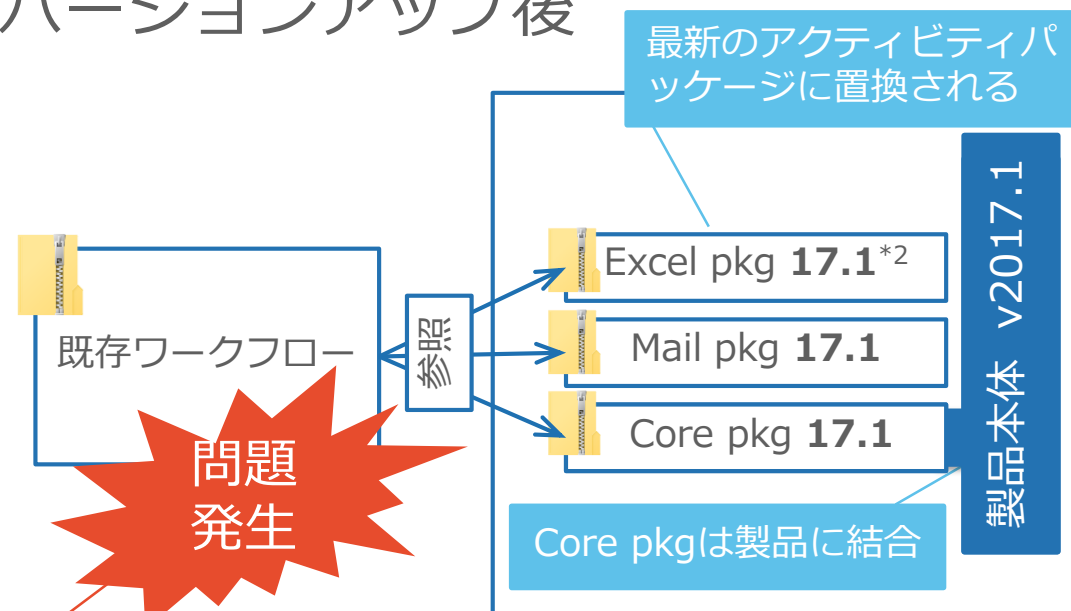 バージョンアップ後
最新のアクティビティパ
ッケージに置換される
Excel pkg 17.1*2
既存ワークフロー
参照
Mail pkg 17.1
Core pkg 17.1
製品本体 v2017.1
問題
発生
Core pkgは製品に結合